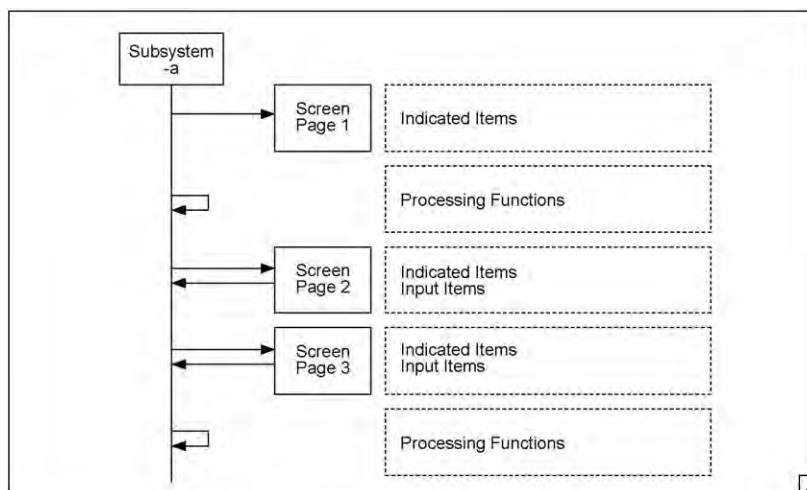 Subsystem
-a
Screen
Page 1
Indicated Items
Processing Functions
Screen
Page 2
Indicated Items
Input Items
Screen
Page 3
Indicated Items
Input Items
Processing Functions